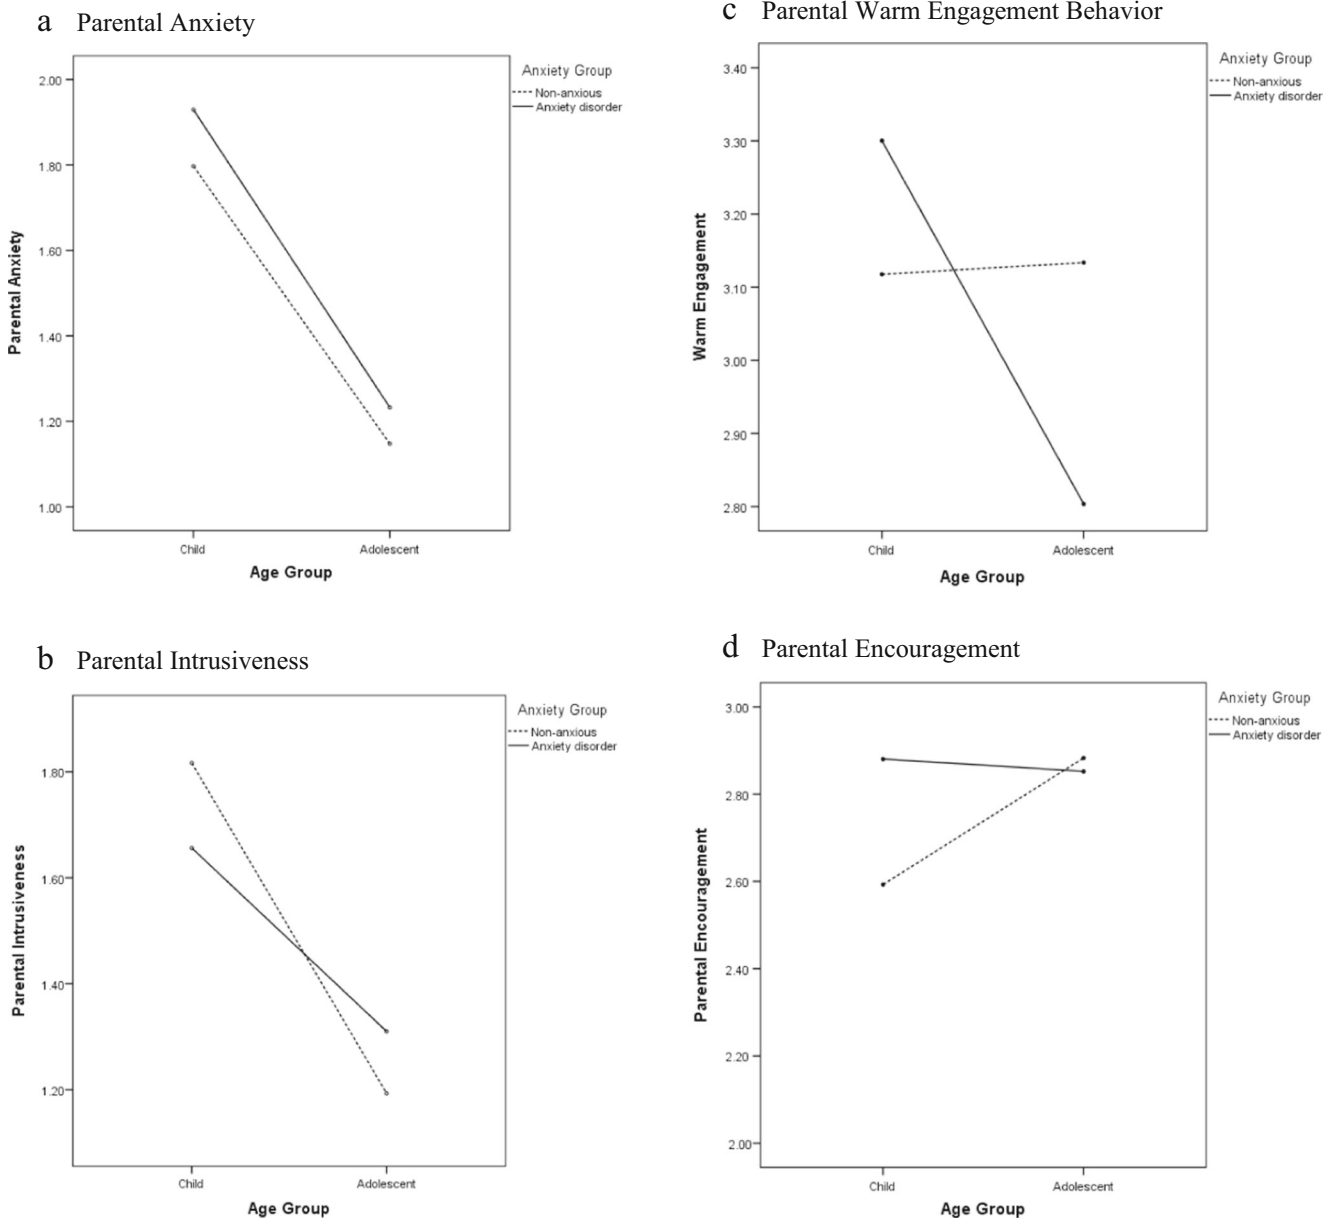 a Parental Anxiety
2.00
1.80
1.60
1.40
1.20
1.00
Parental Anxiety
Child
Adolescent
Age Group
Anxiety Group
Non-anxious
Anxiety disorder
b Parental Intrusiveness
1.80
1.60
1.40
1.20
Parental Intrusiveness
Child
Adolescent
Age Group
Anxiety Group
Non-anxious
Anxiety disorder
c Parental Warm Engagement Behavior
3.40
3.30
3.20
3.10
3.00
2.90
2.80
Warm Engagement
Child
Adolescent
Age Group
Anxiety Group
Non-anxious
Anxiety disorder
d Parental Encouragement
3.00
2.80
2.60
2.40
2.20
2.00
Parental Encouragement
Child
Adolescent
Age Group
Anxiety Group
Non-anxious
Anxiety disorder